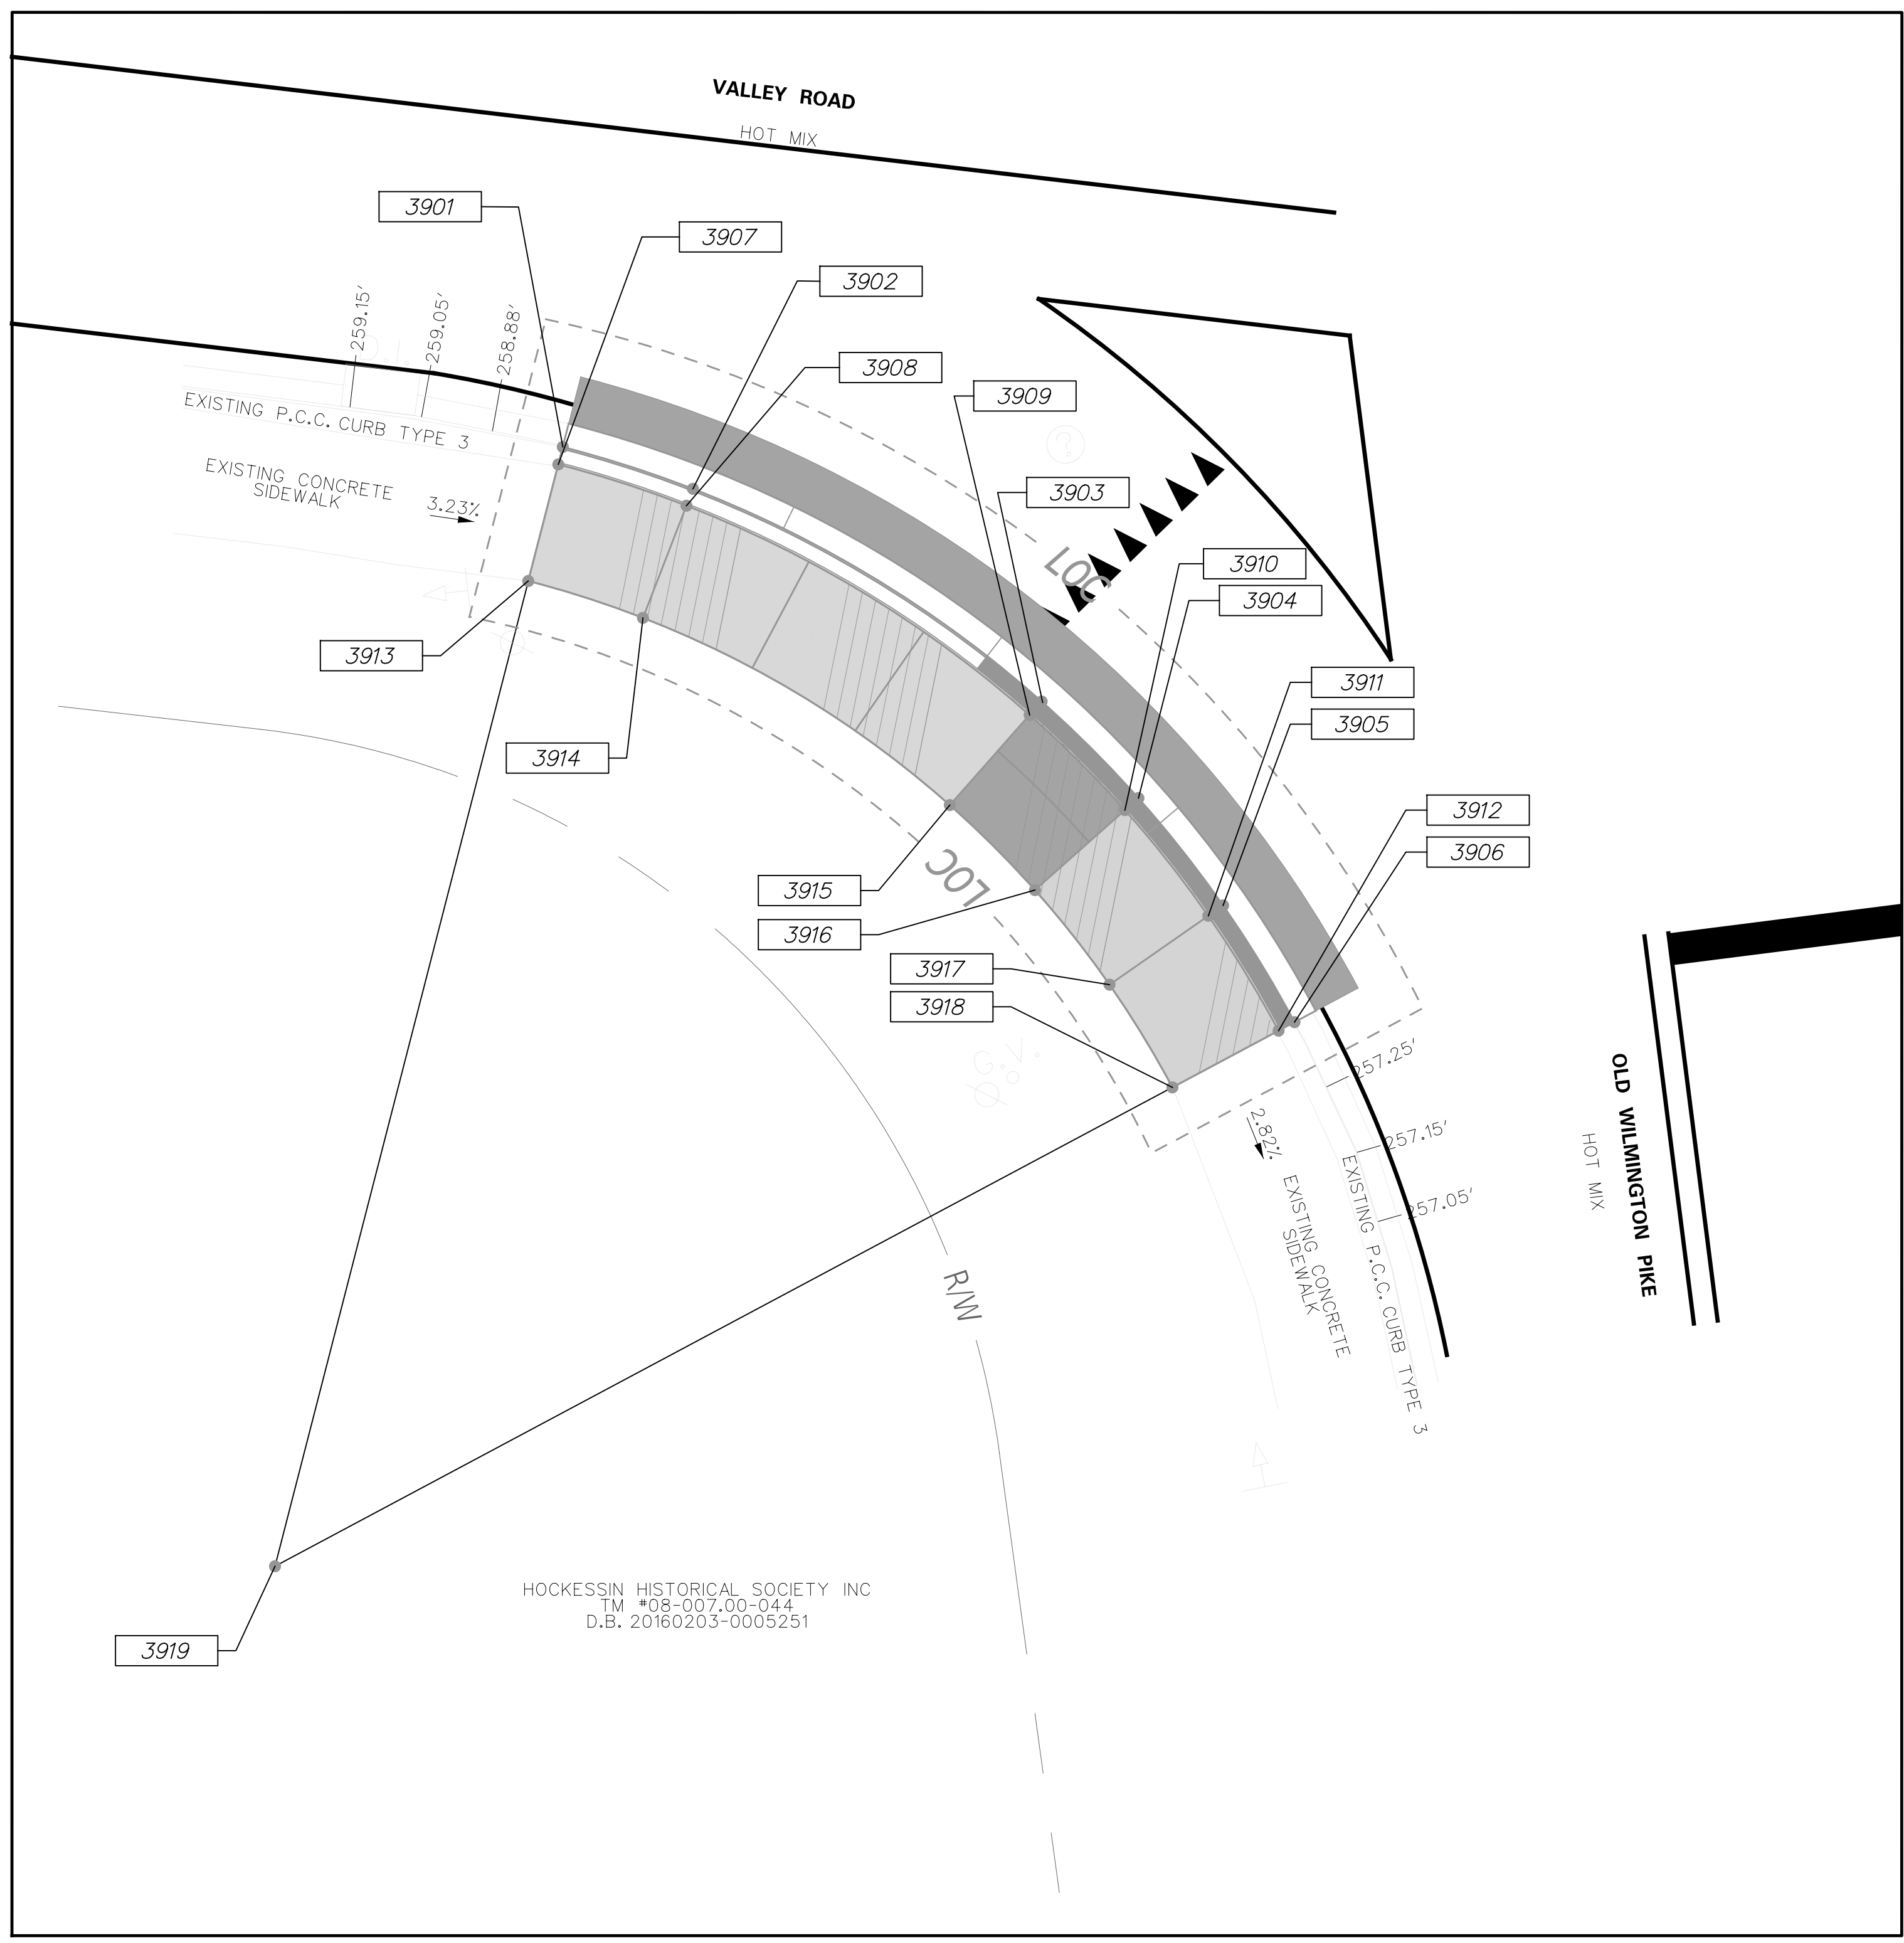 VALLEY ROAD
HOT MIX
3901
3907
3902
3908
3909
3903
3910
3904
3911
3905
3912
3906
259.15'
259.05'
258.88'
D.I.
EXISTING P.C.C. CURB TYPE 3
EXISTING CONCRETE
SIDEWALK
3.23%
?
LOC
3913
3914
LOC
3915
3916
3917
3918
G.V.
257.25'
257.15'
257.05'
2.82%
EXISTING CONCRETE
SIDEWALK
EXISTING P.C.C. CURB TYPE 3
OLD WILMINGTON PIKE
HOT MIX
R/W
HOCKESSIN HISTORICAL SOCIETY INC
TM #08-007.00-044
D.B. 20160203-0005251
3919